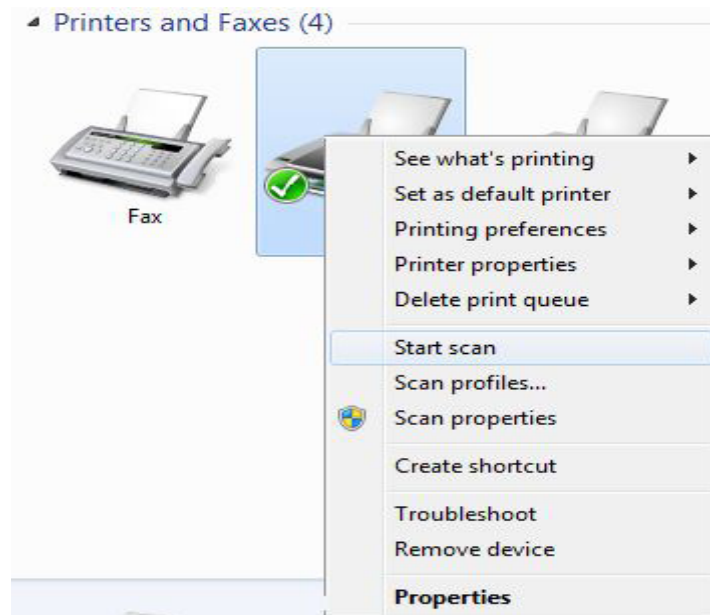 Printers and Faxes (4)
Fax
See what's printing
Set as default printer
Printing preferences
Printer properties
Delete print queue
Start scan
Scan profiles...
Scan properties
Create shortcut
Troubleshoot
Remove device
Properties